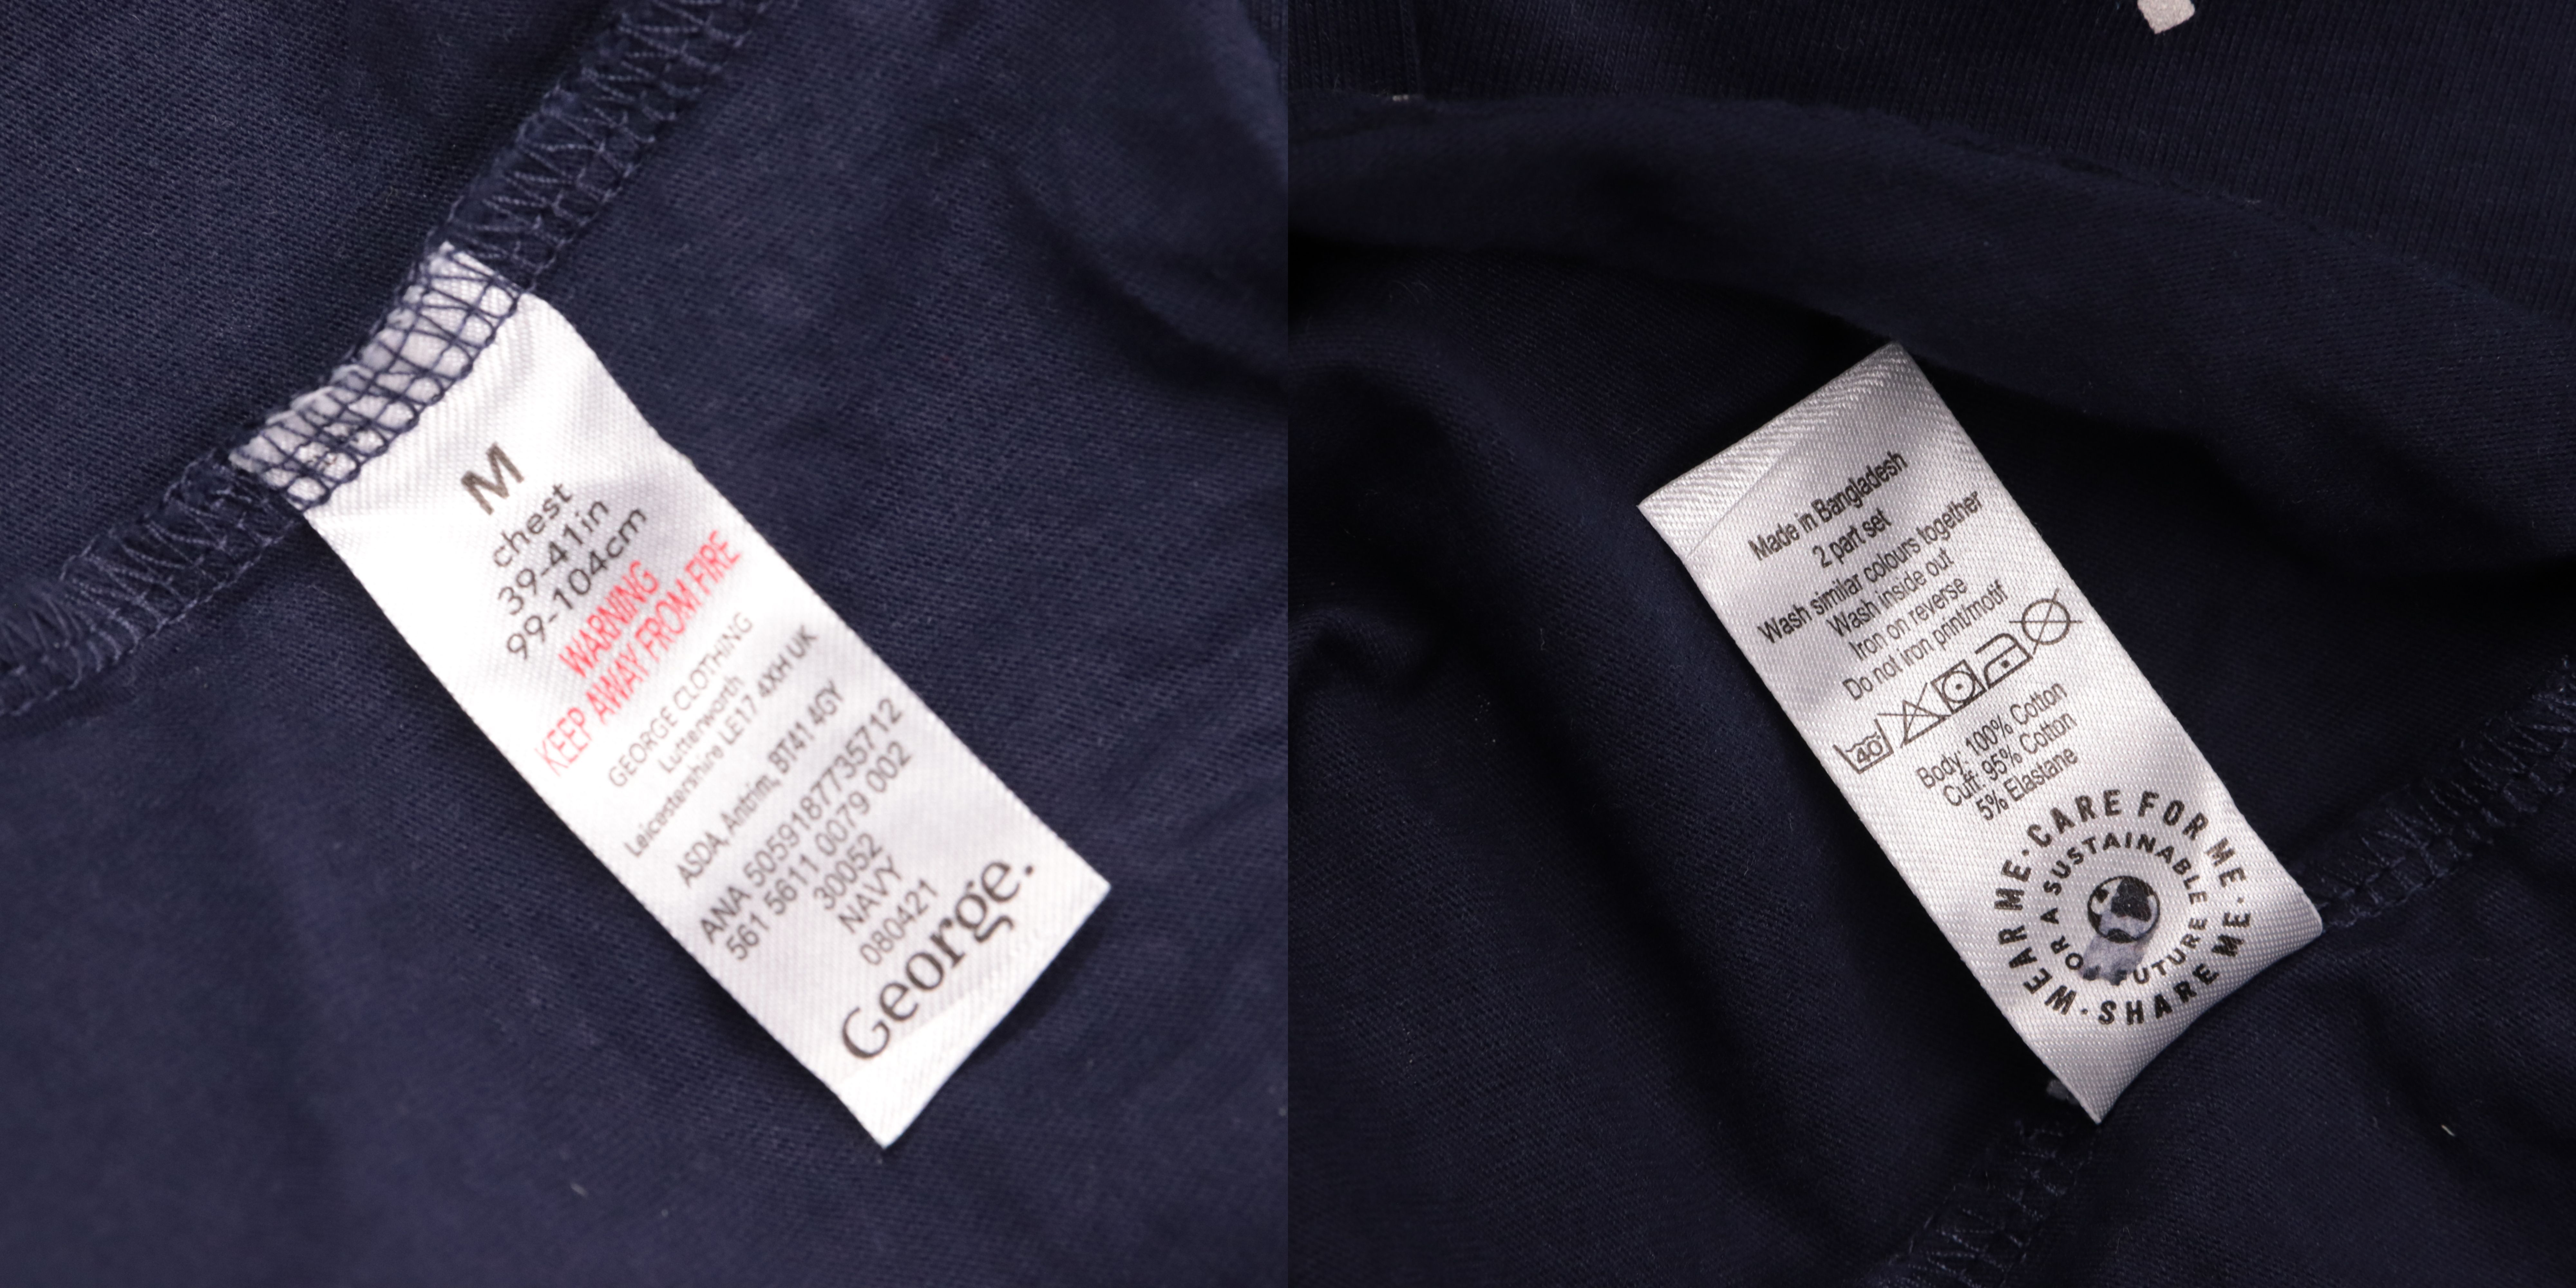 M
chest
39-41in
99-104cm
WARNING
KEEP AWAY FROM FIRE
GEORGE CLOTHING
Lutterworth
Leicestershire LE17 4XH UK
ASDA, Antrim, BT41 4GY
ANA 5059187735712
561 5611 0079 002
30052
NAVY
080421
George.
Made in Bangladesh
2 part set
Wash similar colours together
Wash inside out
Iron on reverse
Do not iron print/motif
40
Body: 100% Cotton
Cuff: 95% Cotton
5% Elastane
WEAR ME · CARE FOR ME · SHARE ME ·
FOR A SUSTAINABLE FUTURE